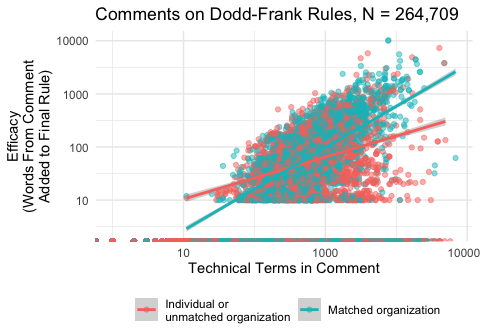 Comments on Dodd-Frank Rules, N = 264,709
Efficacy
(Words From Comment
Added to Final Rule)
10000
1000
100
10
10
1000
10000
Technical Terms in Comment
Individual or
unmatched organization
Matched organization